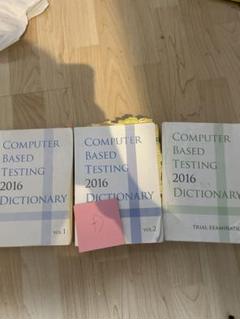 COMPUTER
BASED
TESTING
2016
DICTIONARY
VOL.1
COMPUTER
BASED
TESTING
2016
DICTIONARY
VOL.2
COMPUTER
BASED
TESTING
2016
DICTIONARY
TRIAL EXAMINATIO